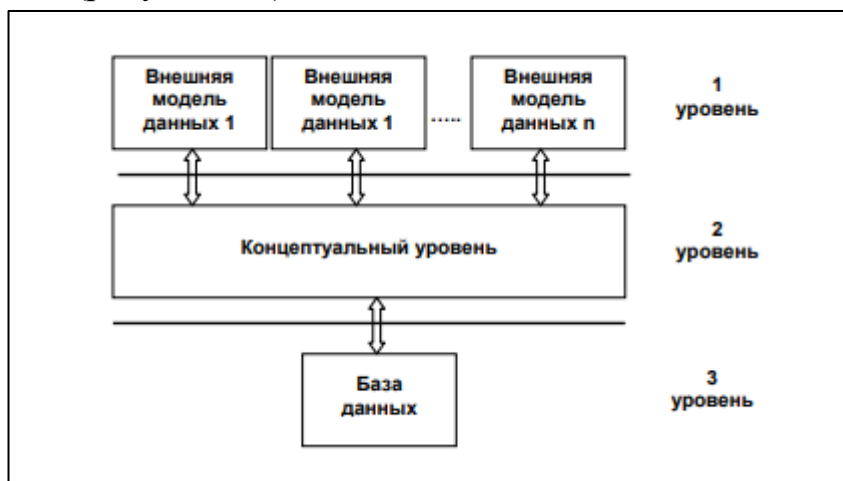 Внешняя
модель
данных 1
Внешняя
модель
данных 1
.....
Внешняя
модель
данных n
1
уровень
Концептуальный уровень
2
уровень
База
данных
3
уровень